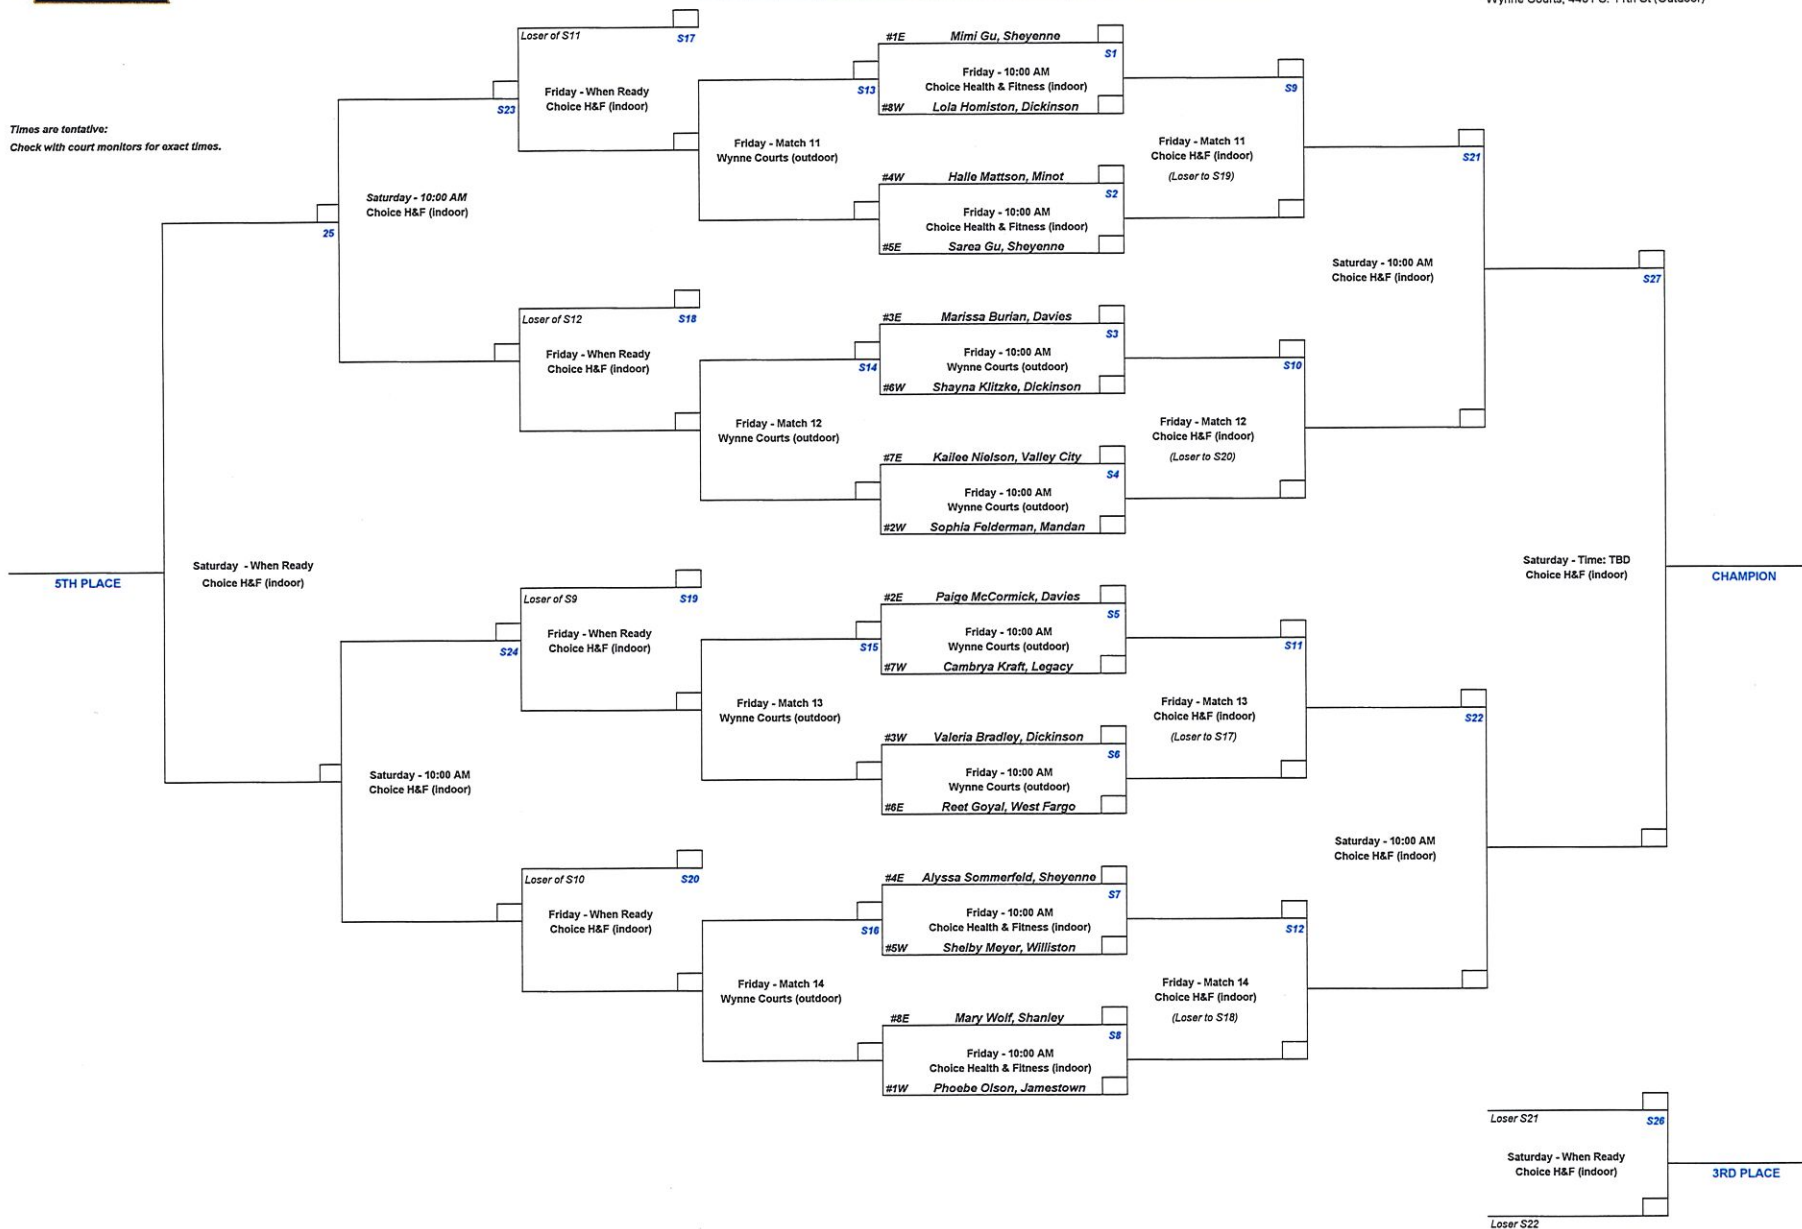 Wynne Courts, 4401 S. 11th St (Outdoor)
Times are tentative:
Check with court monitors for exact times.
Loser of S11
S17
Friday - When Ready
Choice H&F (indoor)
S23
Saturday - 10:00 AM
Choice H&F (indoor)
25
Loser of S12
S18
Friday - When Ready
Choice H&F (indoor)
Saturday - When Ready
Choice H&F (indoor)
5TH PLACE
Loser of S9
S19
Friday - When Ready
Choice H&F (indoor)
S24
Saturday - 10:00 AM
Choice H&F (indoor)
Loser of S10
S20
Friday - When Ready
Choice H&F (indoor)
S13
Friday - Match 11
Wynne Courts (outdoor)
S14
Friday - Match 12
Wynne Courts (outdoor)
S15
Friday - Match 13
Wynne Courts (outdoor)
S16
Friday - Match 14
Wynne Courts (outdoor)
#1E Mimi Gu, Sheyenne
S1
Friday - 10:00 AM
Choice Health & Fitness (indoor)
#8W Lola Homiston, Dickinson
#4W Halle Mattson, Minot
S2
Friday - 10:00 AM
Choice Health & Fitness (indoor)
#5E Sarea Gu, Sheyenne
#3E Marissa Burian, Davies
S3
Friday - 10:00 AM
Wynne Courts (outdoor)
#6W Shayna Klitzke, Dickinson
#7E Kailee Nielson, Valley City
S4
Friday - 10:00 AM
Wynne Courts (outdoor)
#2W Sophia Felderman, Mandan
#2E Paige McCormick, Davies
S5
Friday - 10:00 AM
Wynne Courts (outdoor)
#7W Cambrya Kraft, Legacy
#3W Valeria Bradley, Dickinson
S6
Friday - 10:00 AM
Wynne Courts (outdoor)
#6E Reet Goyal, West Fargo
#4E Alyssa Sommerfeld, Sheyenne
S7
Friday - 10:00 AM
Choice Health & Fitness (indoor)
#5W Shelby Meyer, Williston
#8E Mary Wolf, Shanley
S8
Friday - 10:00 AM
Choice Health & Fitness (indoor)
#1W Phoebe Olson, Jamestown
S9
Friday - Match 11
Choice H&F (indoor)
(Loser to S19)
S10
Friday - Match 12
Choice H&F (indoor)
(Loser to S20)
S11
Friday - Match 13
Choice H&F (indoor)
(Loser to S17)
S12
Friday - Match 14
Choice H&F (indoor)
(Loser to S18)
S21
Saturday - 10:00 AM
Choice H&F (indoor)
S22
Saturday - 10:00 AM
Choice H&F (indoor)
S27
Saturday - Time: TBD
Choice H&F (indoor)
CHAMPION
Loser S21
S26
Saturday - When Ready
Choice H&F (indoor)
3RD PLACE
Loser S22